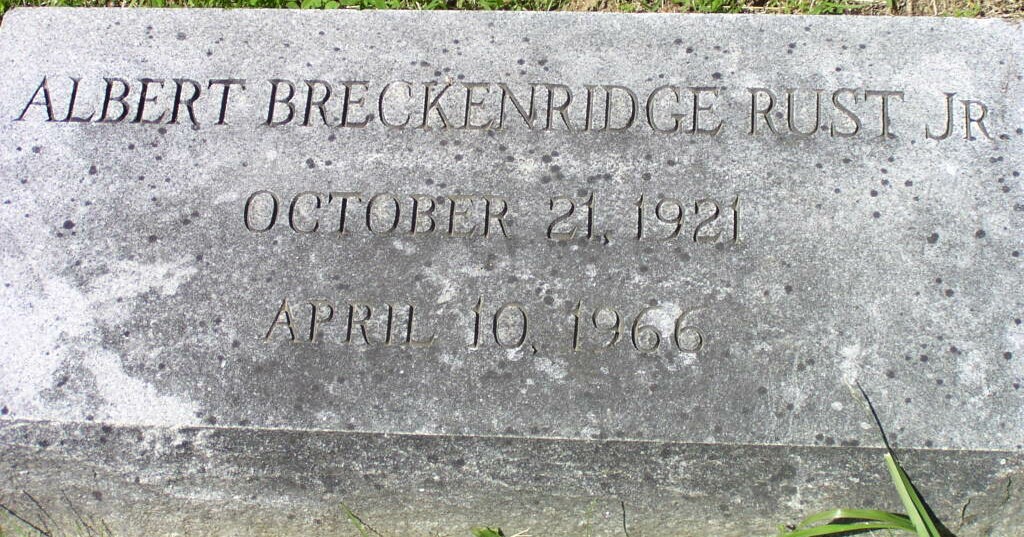 ALBERT BRECKENRIDGE RUST JR
OCTOBER 21, 1921
APRIL 10, 1966